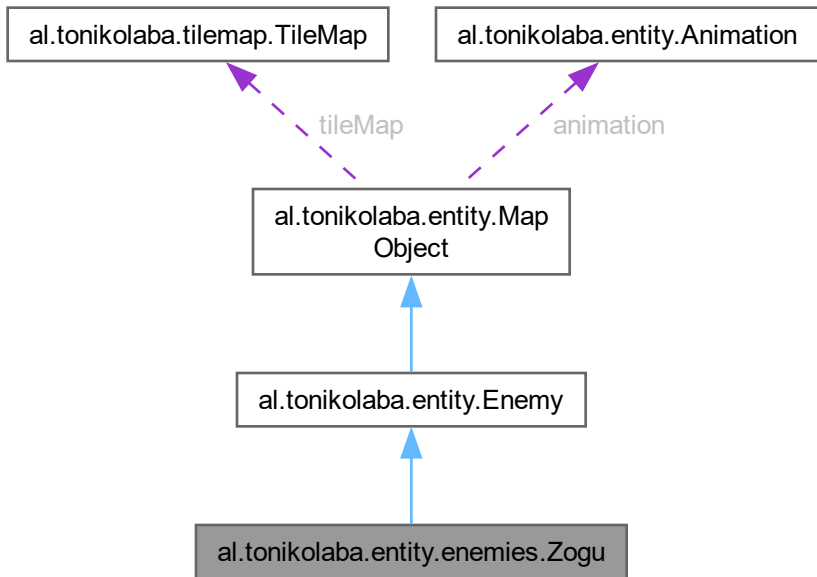 al.tonikolaba.tilemap.TileMap
al.tonikolaba.entity.Animation
tileMap
animation
al.tonikolaba.entity.Map
Object
al.tonikolaba.entity.Enemy
al.tonikolaba.entity.enemies.Zogu